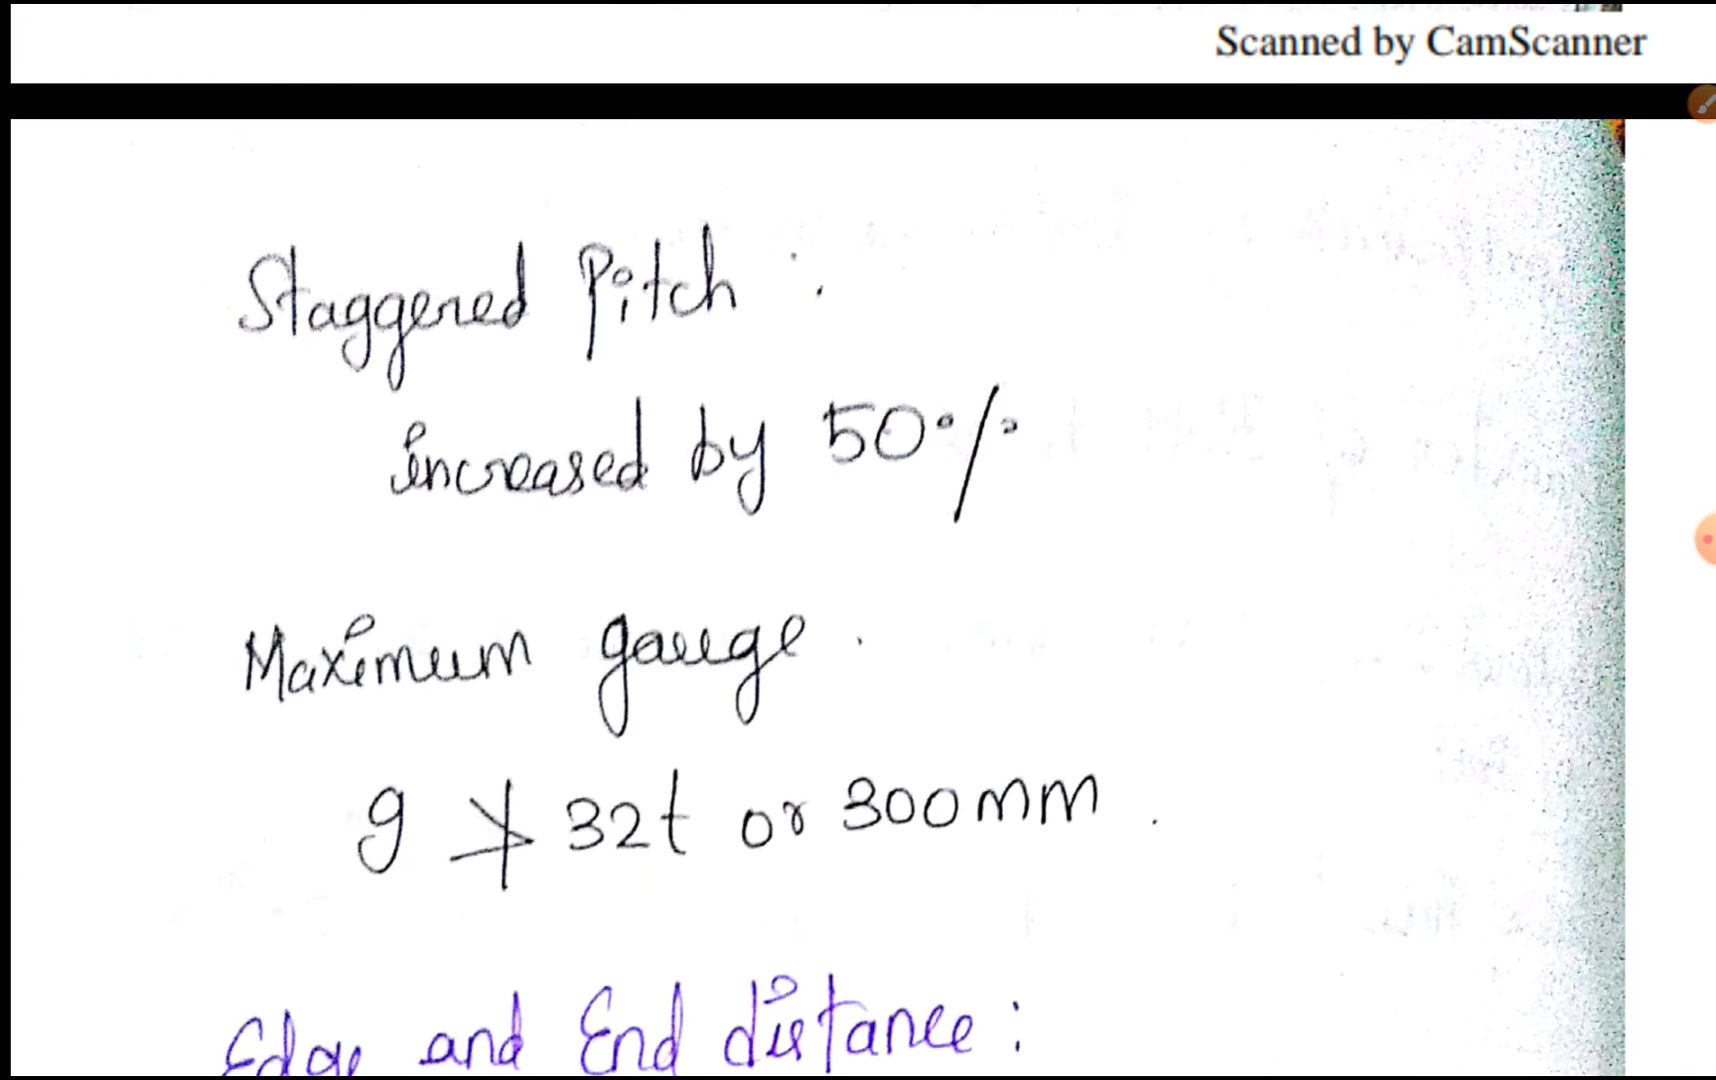 Scanned by CamScanner
Staggered Pitch :
increased by 50%
Maximum gauge .
g ≯ 32t or 300mm .
Edge and End distance :